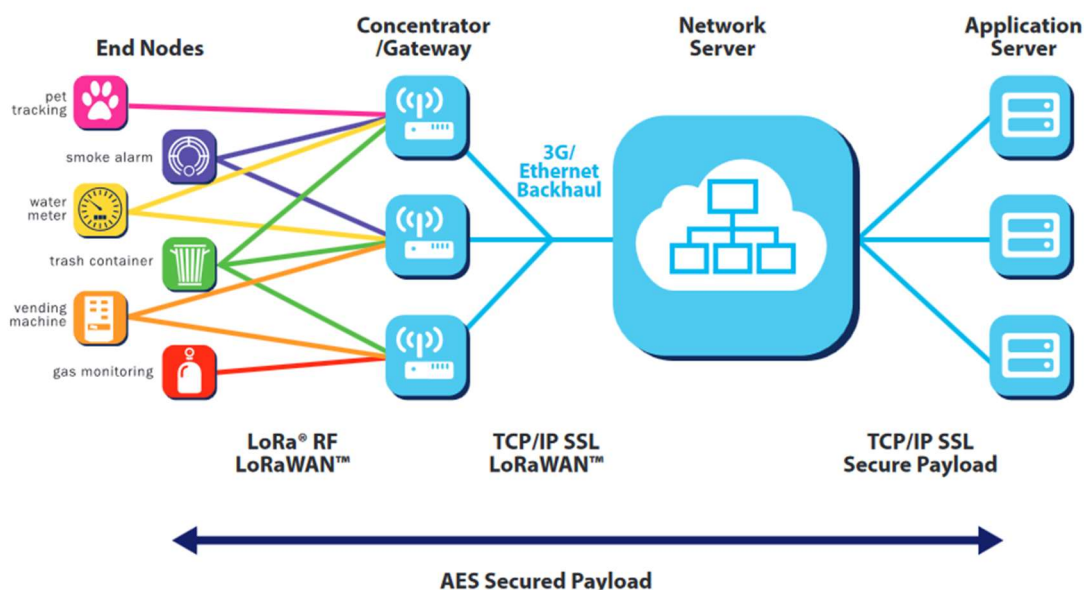 End Nodes
Concentrator
/Gateway
Network
Server
Application
Server
pet
tracking
smoke alarm
water
meter
trash container
vending
machine
gas monitoring
3G/
Ethernet
Backhaul
LoRa® RF
LoRaWAN™
TCP/IP SSL
LoRaWAN™
TCP/IP SSL
Secure Payload
AES Secured Payload